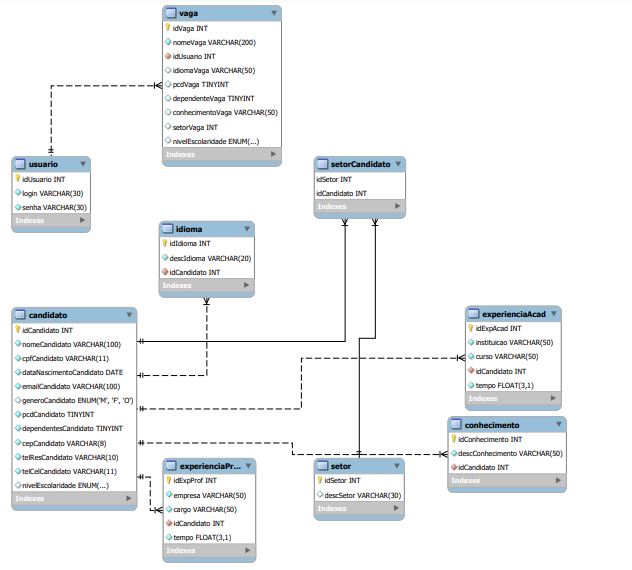 vaga
idVaga INT
nomeVaga VARCHAR(200)
idUsuario INT
idiomaVaga VARCHAR(50)
pcdVaga TINYINT
dependenteVaga TINYINT
conhecimentoVaga VARCHAR(50)
setorVaga INT
nivelEscolaridade ENUM(...)
Indexes
usuario
idUsuario INT
login VARCHAR(30)
senha VARCHAR(30)
Indexes
setorCandidato
idSetor INT
idCandidato INT
Indexes
idioma
idIdioma INT
descIdioma VARCHAR(20)
idCandidato INT
Indexes
candidato
idCandidato INT
nomeCandidato VARCHAR(100)
cpfCandidato VARCHAR(11)
dataNascimentoCandidato DATE
emailCandidato VARCHAR(100)
generoCandidato ENUM('M', 'F', 'O')
pcdCandidato TINYINT
dependentesCandidato TINYINT
cepCandidato VARCHAR(8)
telResCandidato VARCHAR(10)
telCelCandidato VARCHAR(11)
nivelEscolaridade ENUM(...)
Indexes
experienciaAcad
idExpAcad INT
instituicao VARCHAR(50)
curso VARCHAR(50)
idCandidato INT
tempo FLOAT(3,1)
Indexes
conhecimento
idConhecimento INT
descConhecimento VARCHAR(50)
idCandidato INT
Indexes
experienciaPr...
idExpProf INT
empresa VARCHAR(50)
cargo VARCHAR(50)
idCandidato INT
tempo FLOAT(3,1)
Indexes
setor
idSetor INT
descSetor VARCHAR(30)
Indexes